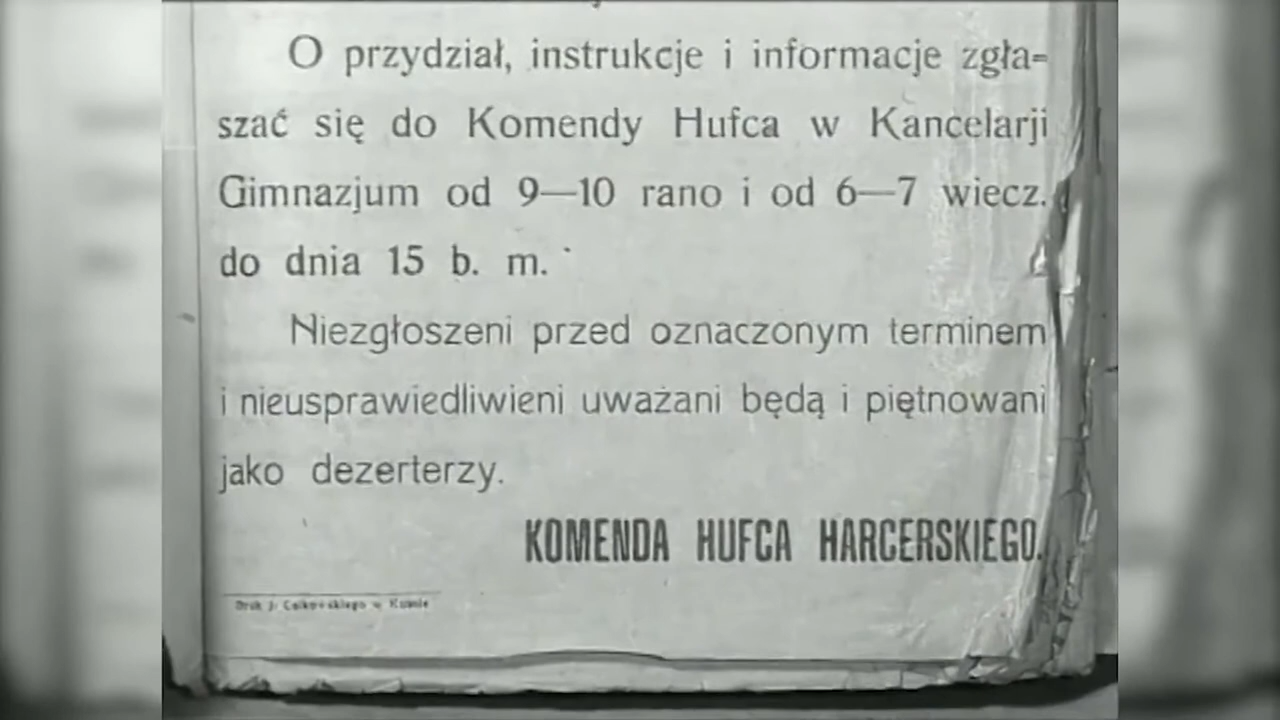 O przydział, instrukcje i informacje zgła=
szać się do Komendy Hufca w Kancelarji
Gimnazjum od 9—10 rano i od 6—7 wiecz.
do dnia 15 b. m.
Niezgłoszeni przed oznaczonym terminem
i nieusprawiedliwieni uważani będą i piętnowani
jako dezerterzy.
KOMENDA HUFCA HARCERSKIEGO.
Druk J. w